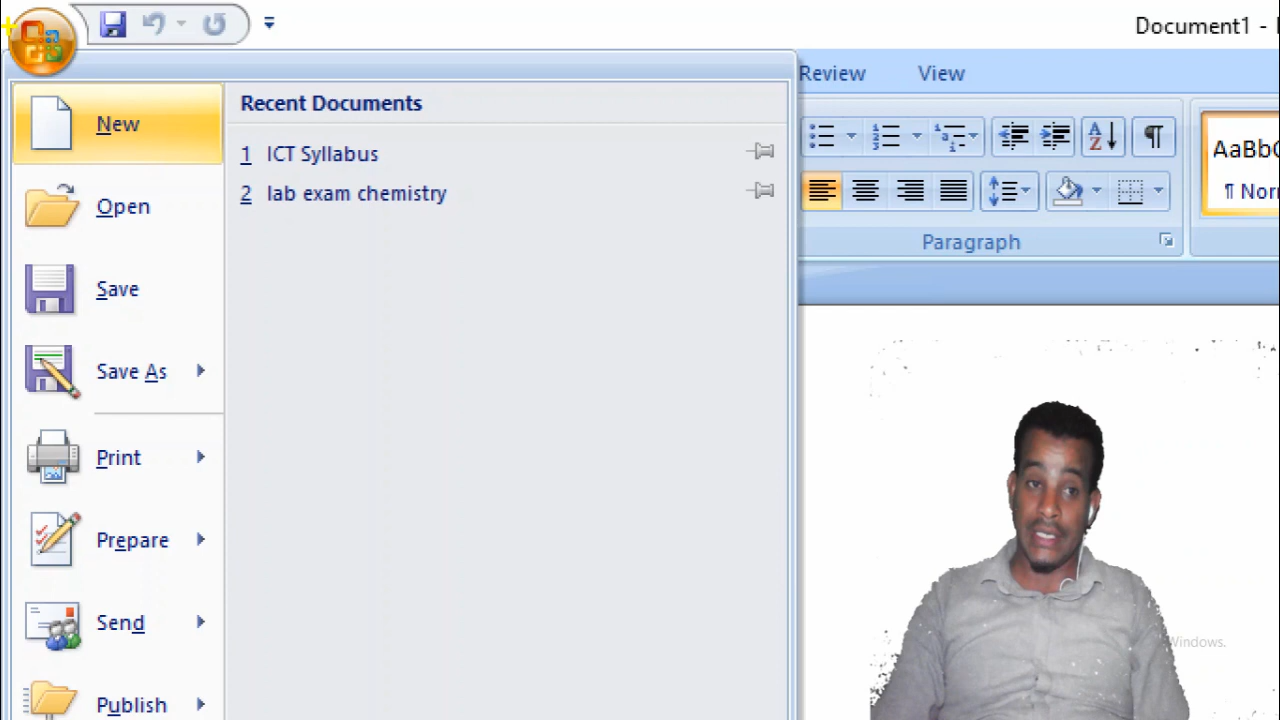 Document1 -
Review
View
New
Recent Documents
1 ICT Syllabus
2 lab exam chemistry
Open
Save
Save As
Print
Prepare
Send
Publish
Paragraph
AaBbC
¶ Nor
Windows.